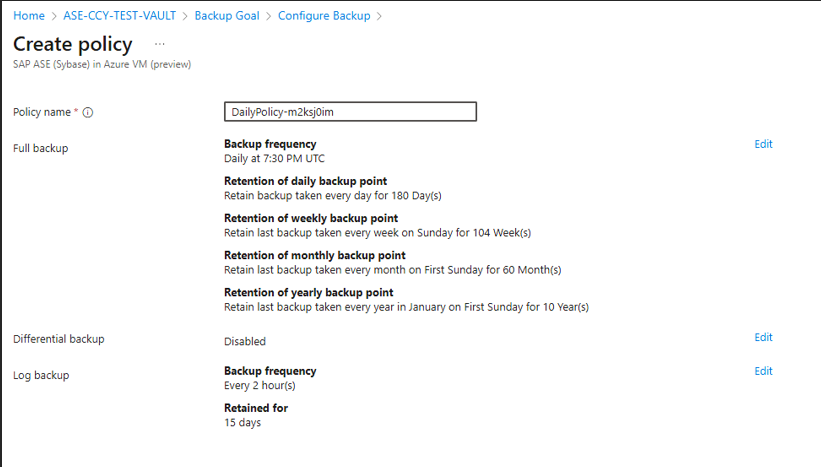 Home > ASE-CCY-TEST-VAULT > Backup Goal > Configure Backup >
Create policy ...
SAP ASE (Sybase) in Azure VM (preview)
Policy name * DailyPolicy-m2ksj0im
Full backup
Backup frequency
Edit
Daily at 7:30 PM UTC
Retention of daily backup point
Retain backup taken every day for 180 Day(s)
Retention of weekly backup point
Retain last backup taken every week on Sunday for 104 Week(s)
Retention of monthly backup point
Retain last backup taken every month on First Sunday for 60 Month(s)
Retention of yearly backup point
Retain last backup taken every year in January on First Sunday for 10 Year(s)
Differential backup
Disabled
Edit
Log backup
Backup frequency
Edit
Every 2 hour(s)
Retained for
15 days